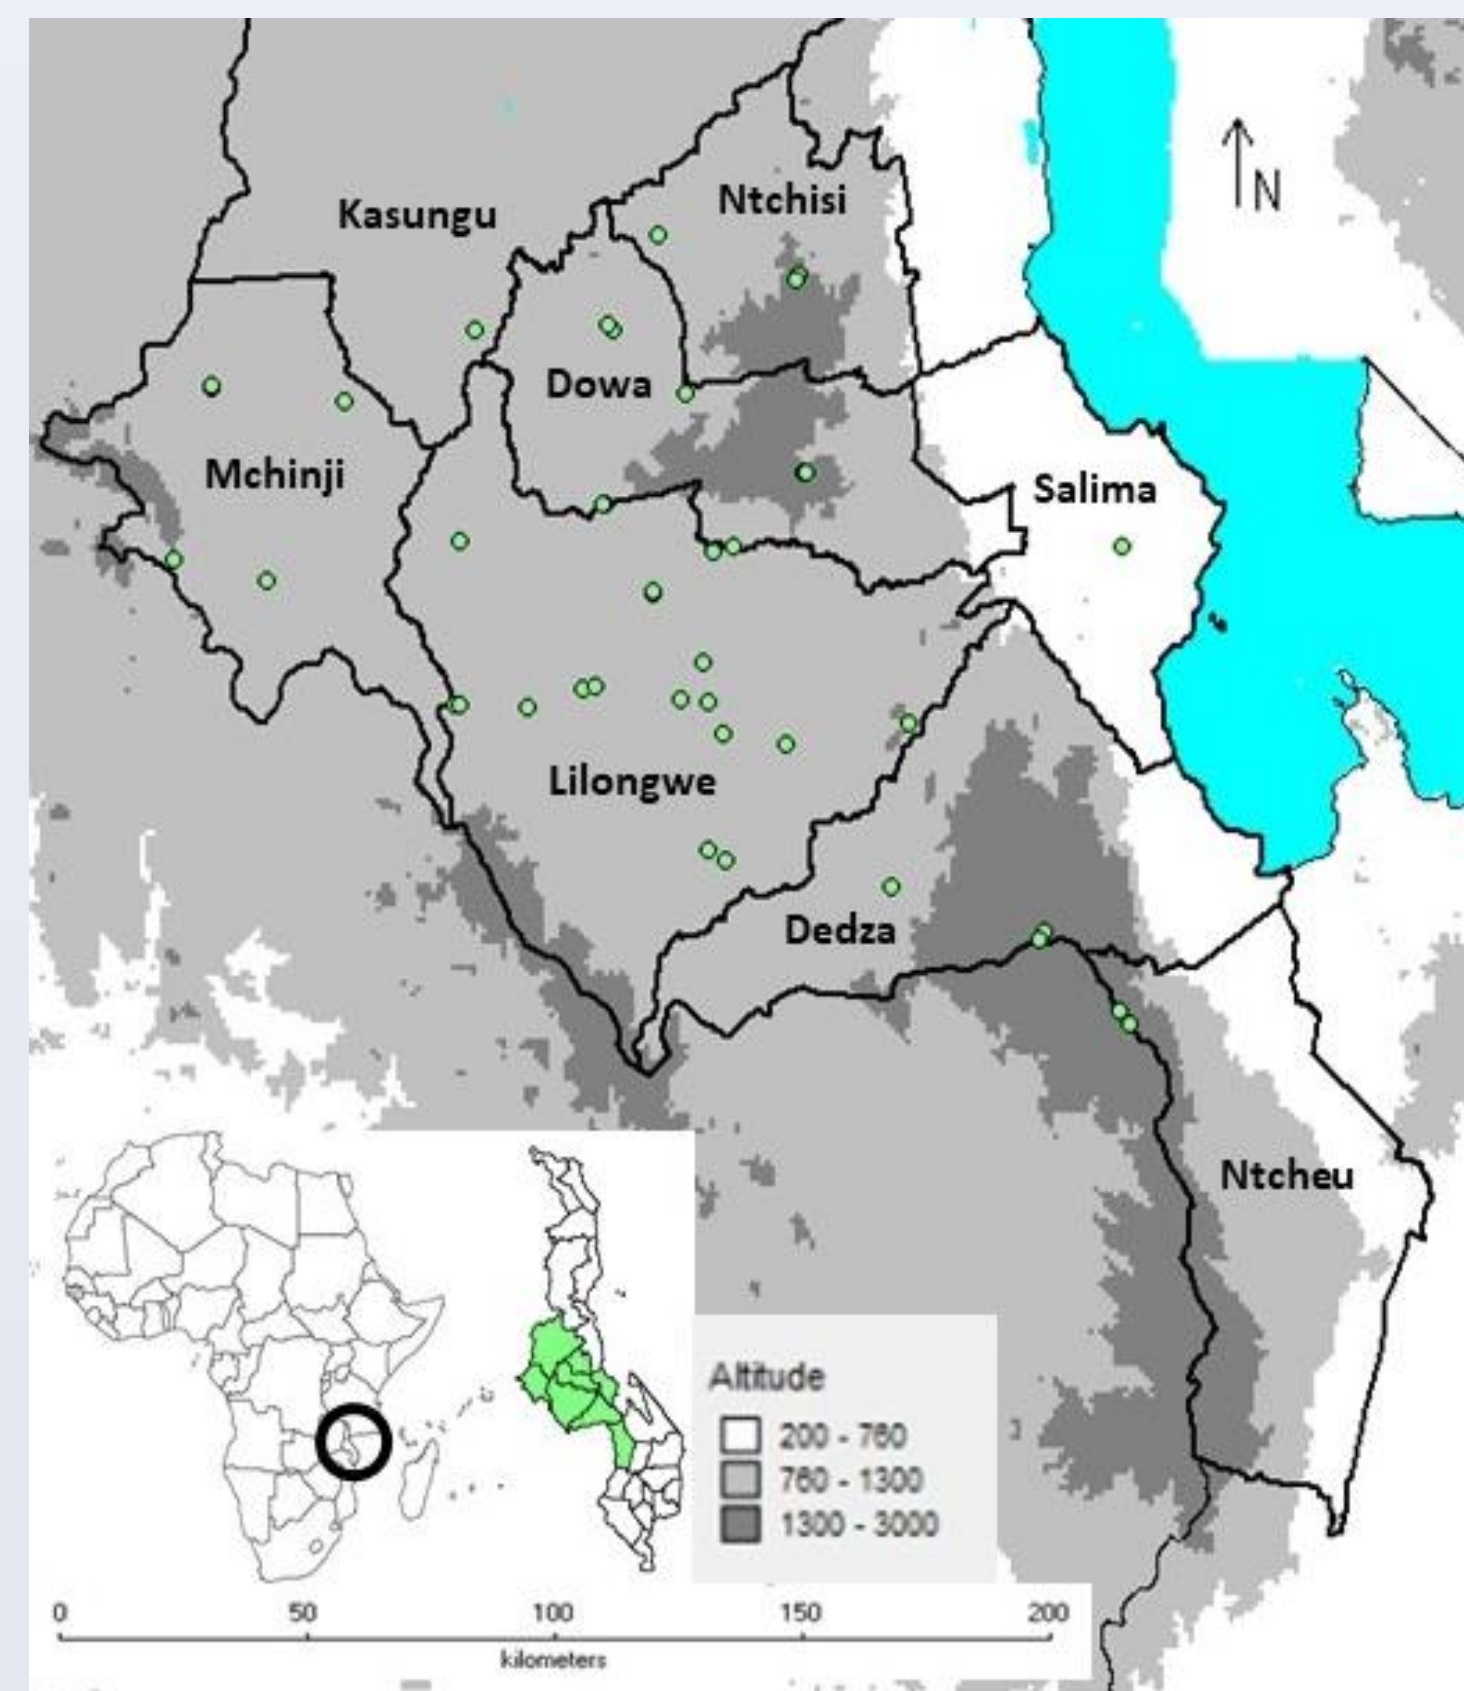 N
Ntchisi
Kasungu
Dowa
Mchinji
Salima
Lilongwe
Dedza
Ntcheu
Altitude
200 - 760
760 - 1300
1300 - 3000
0 50 100 150 200
kilometers